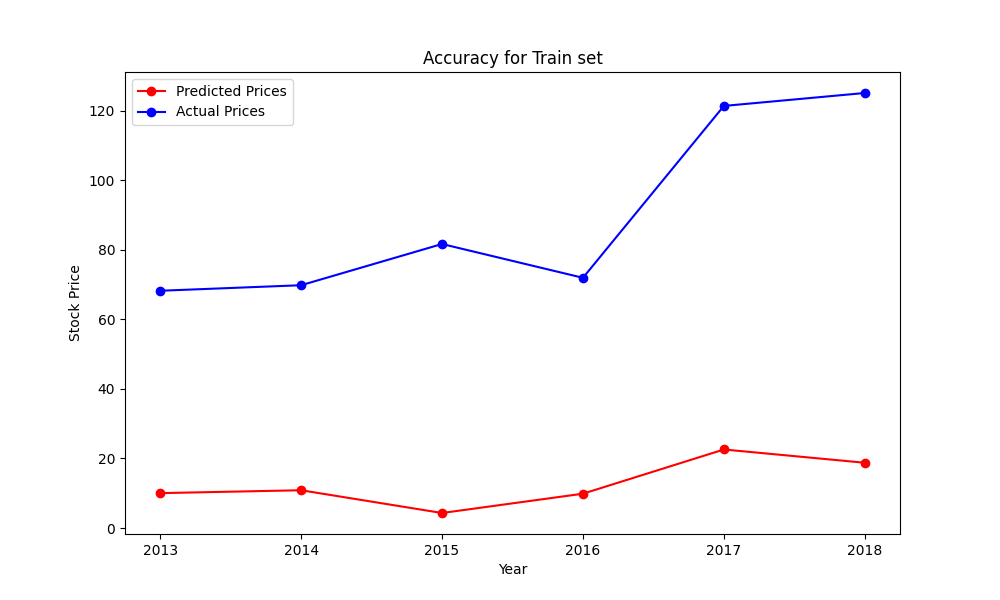 Accuracy for Train set
Predicted Prices
Actual Prices
120
100
80
60
40
20
0
Stock Price
2013 2014 2015 2016 2017 2018
Year